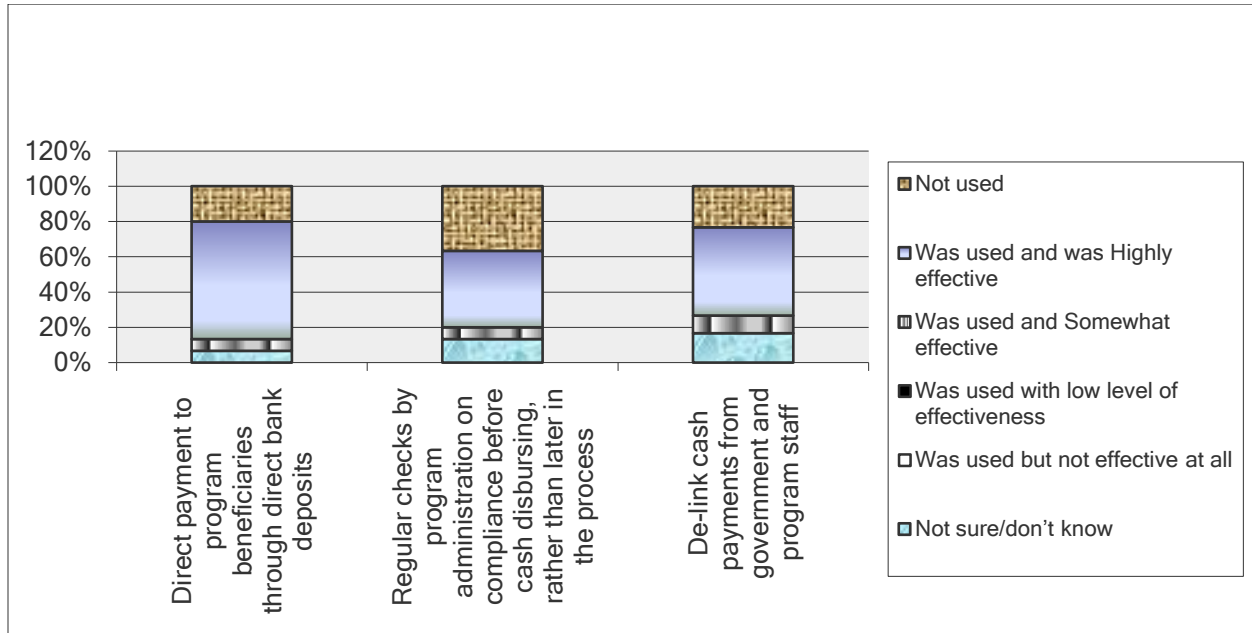 120%
100%
80%
60%
40%
20%
0%
Direct payment to
program
beneficiaries
through direct bank
deposits
Regular checks by
program
administration on
compliance before
cash disbursing,
rather than later in
the process
De-link cash
payments from
government and
program staff
Not used
Was used and was Highly
effective
Was used and Somewhat
effective
Was used with low level of
effectiveness
Was used but not effective at all
Not sure/don’t know